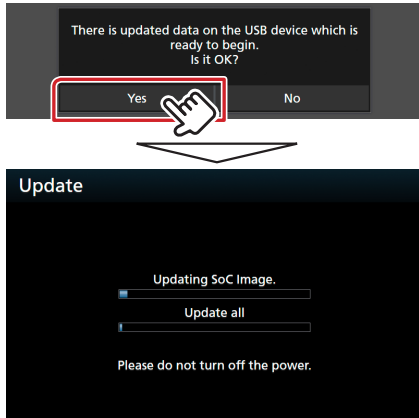 There is updated data on the USB device which is
ready to begin.
Is it OK?
Yes
No
Update
Updating SoC Image.
Update all
Please do not turn off the power.